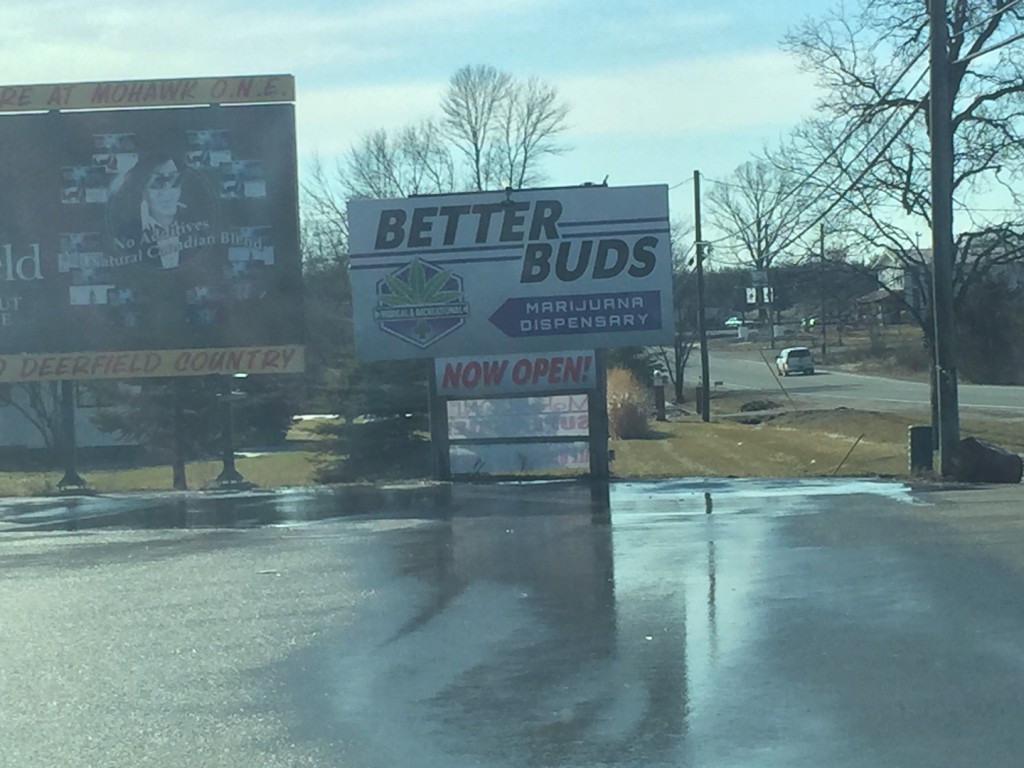 RE AT MOHAWK O.N.E.
No Additives
Natural Canadian Blend
eld
DEERFIELD COUNTRY
BETTER
BUDS
MEDICAL & RECREATIONAL
MARIJUANA
DISPENSARY
NOW OPEN!